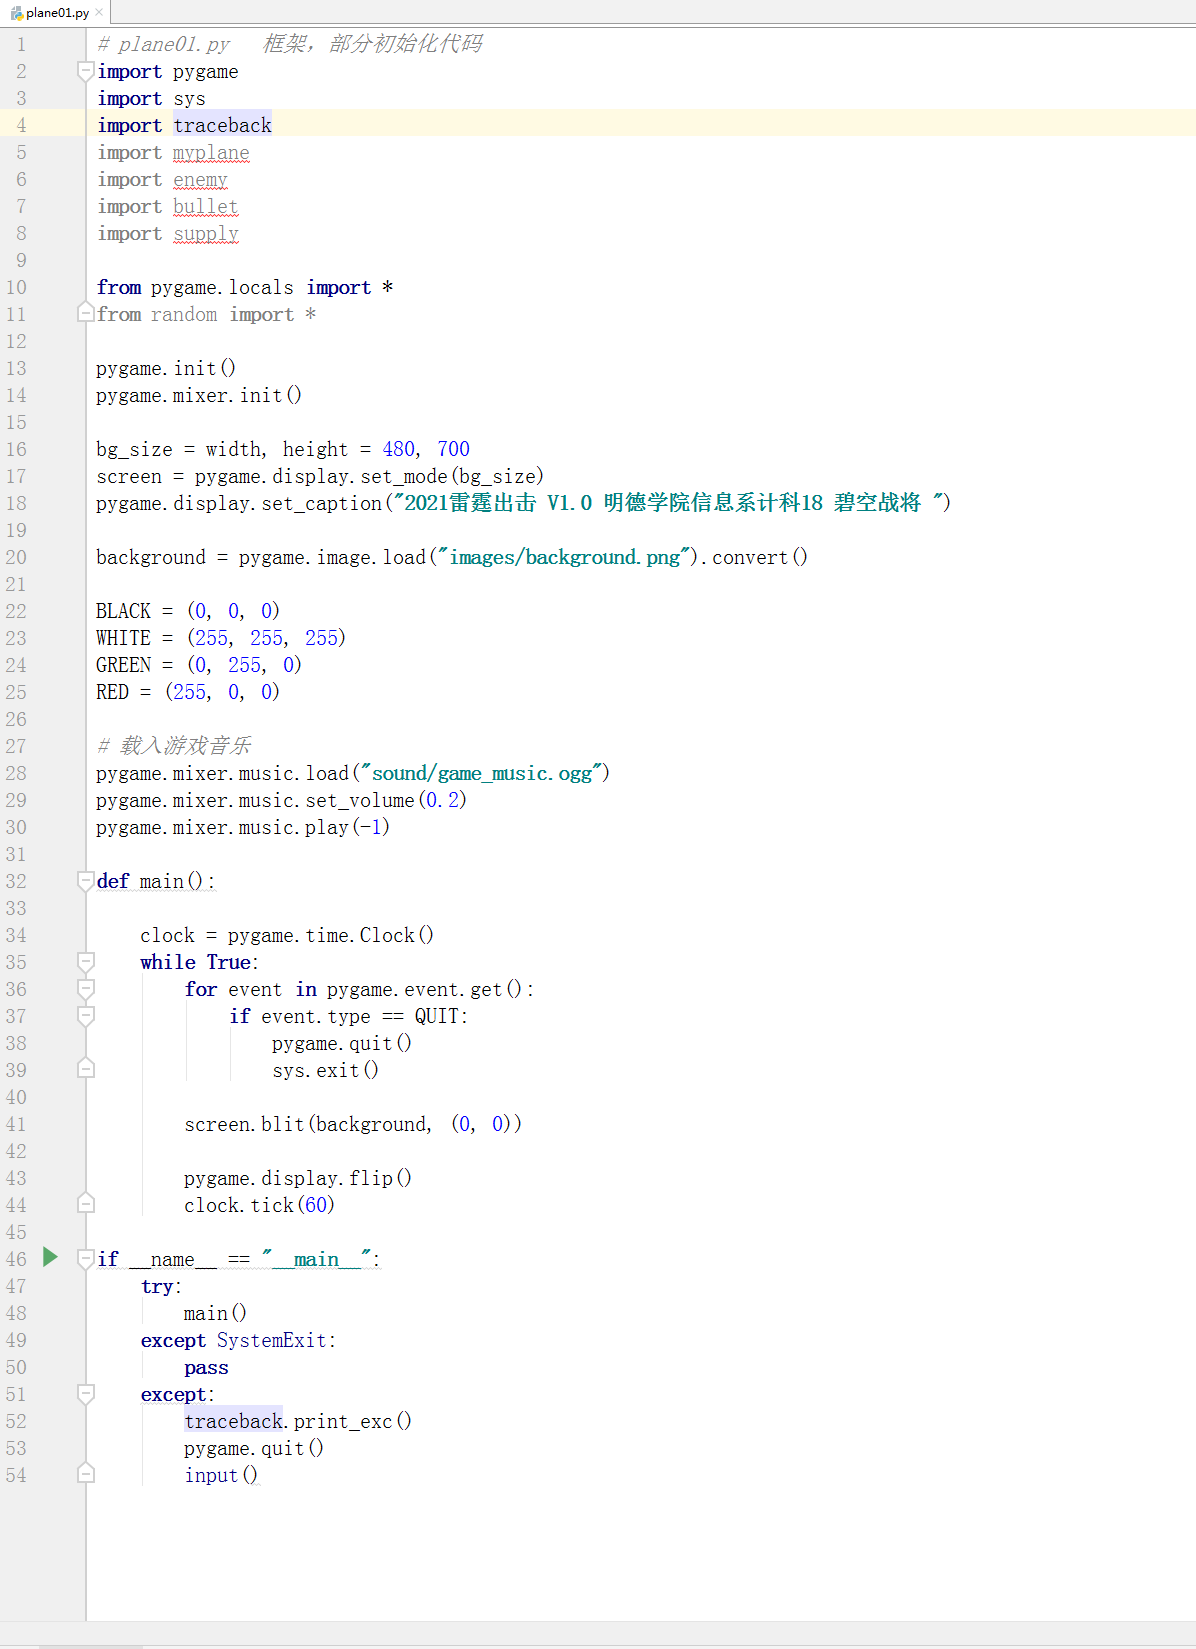 plane01.py
1 # plane01.py   框架，部分初始化代码
2 import pygame
3 import sys
4 import traceback
5 import myplane
6 import enemy
7 import bullet
8 import supply
9
10 from pygame.locals import *
11 from random import *
12
13 pygame.init()
14 pygame.mixer.init()
15
16 bg_size = width, height = 480, 700
17 screen = pygame.display.set_mode(bg_size)
18 pygame.display.set_caption("2021雷霆出击 V1.0 明德学院信息系计科18 碧空战将 ")
19
20 background = pygame.image.load("images/background.png").convert()
21
22 BLACK = (0, 0, 0)
23 WHITE = (255, 255, 255)
24 GREEN = (0, 255, 0)
25 RED = (255, 0, 0)
26
27 # 载入游戏音乐
28 pygame.mixer.music.load("sound/game_music.ogg")
29 pygame.mixer.music.set_volume(0.2)
30 pygame.mixer.music.play(-1)
31
32 def main():
33
34     clock = pygame.time.Clock()
35     while True:
36         for event in pygame.event.get():
37             if event.type == QUIT:
38                 pygame.quit()
39                 sys.exit()
40
41         screen.blit(background, (0, 0))
42
43         pygame.display.flip()
44         clock.tick(60)
45
46 if __name__ == "__main__":
47     try:
48         main()
49     except SystemExit:
50         pass
51     except:
52         traceback.print_exc()
53         pygame.quit()
54         input()